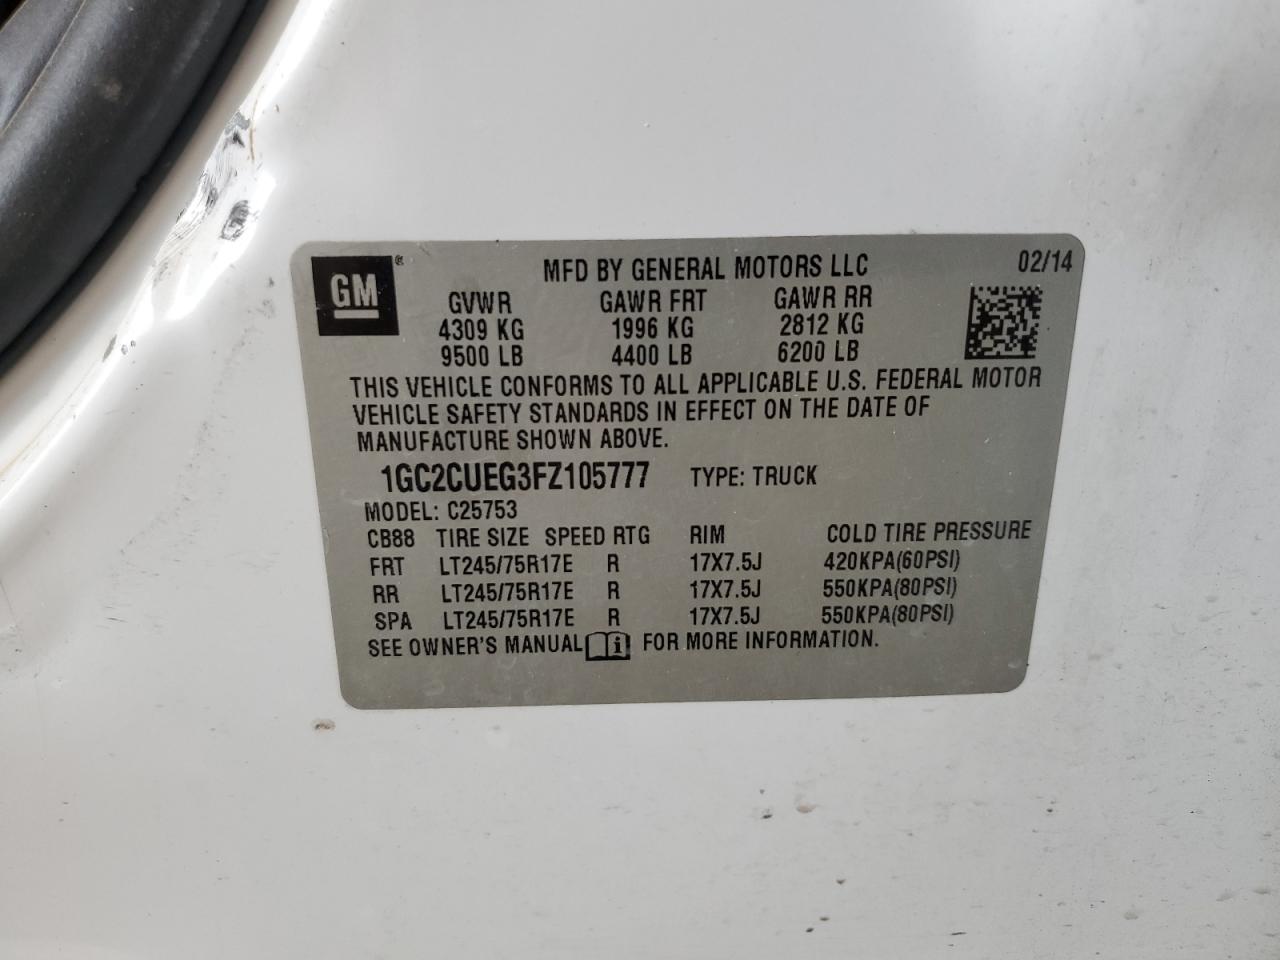 GM® MFD BY GENERAL MOTORS LLC 02/14
GVWR GAWR FRT GAWR RR
4309 KG 1996 KG 2812 KG
9500 LB 4400 LB 6200 LB
THIS VEHICLE CONFORMS TO ALL APPLICABLE U.S. FEDERAL MOTOR
VEHICLE SAFETY STANDARDS IN EFFECT ON THE DATE OF
MANUFACTURE SHOWN ABOVE.
1GC2CUEG3FZ105777 TYPE: TRUCK
MODEL: C25753
CB88 TIRE SIZE SPEED RTG RIM COLD TIRE PRESSURE
FRT LT245/75R17E R 17X7.5J 420KPA(60PSI)
RR LT245/75R17E R 17X7.5J 550KPA(80PSI)
SPA LT245/75R17E R 17X7.5J 550KPA(80PSI)
SEE OWNER'S MANUAL i FOR MORE INFORMATION.